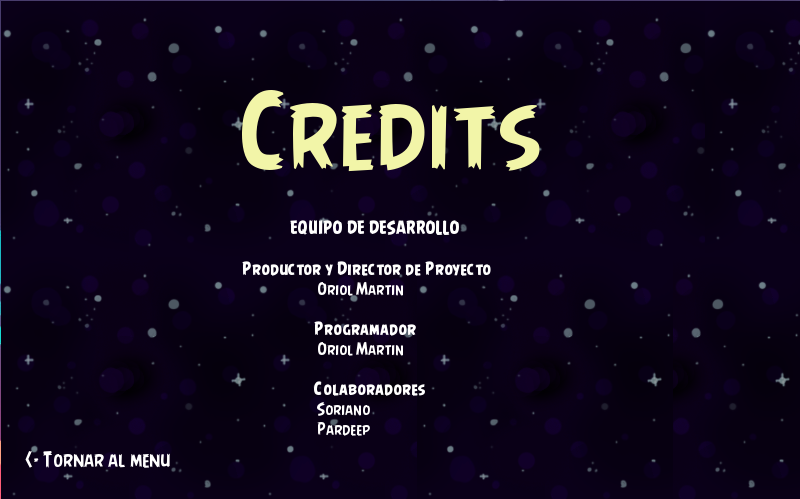 Credits
EQUIPO DE DESARROLLO
Productor y Director de Proyecto
Oriol Martin
Programador
Oriol Martin
Colaboradores
Soriano
Pardeep
<- Tornar al menu